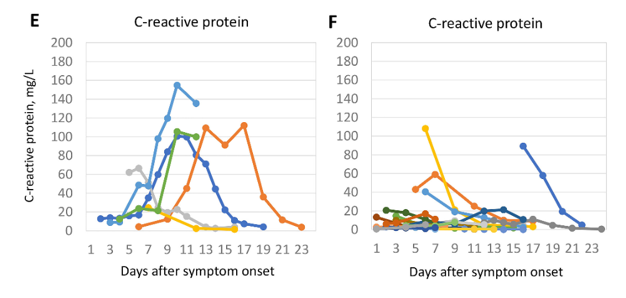 E
C-reactive protein
C-reactive protein, mg/L
200
180
160
140
120
100
80
60
40
20
0
1 3 5 7 9 11 13 15 17 19 21 23
Days after symptom onset
F
C-reactive protein
200
180
160
140
120
100
80
60
40
20
0
1 3 5 7 9 11 13 15 17 19 21 23
Days after symptom onset